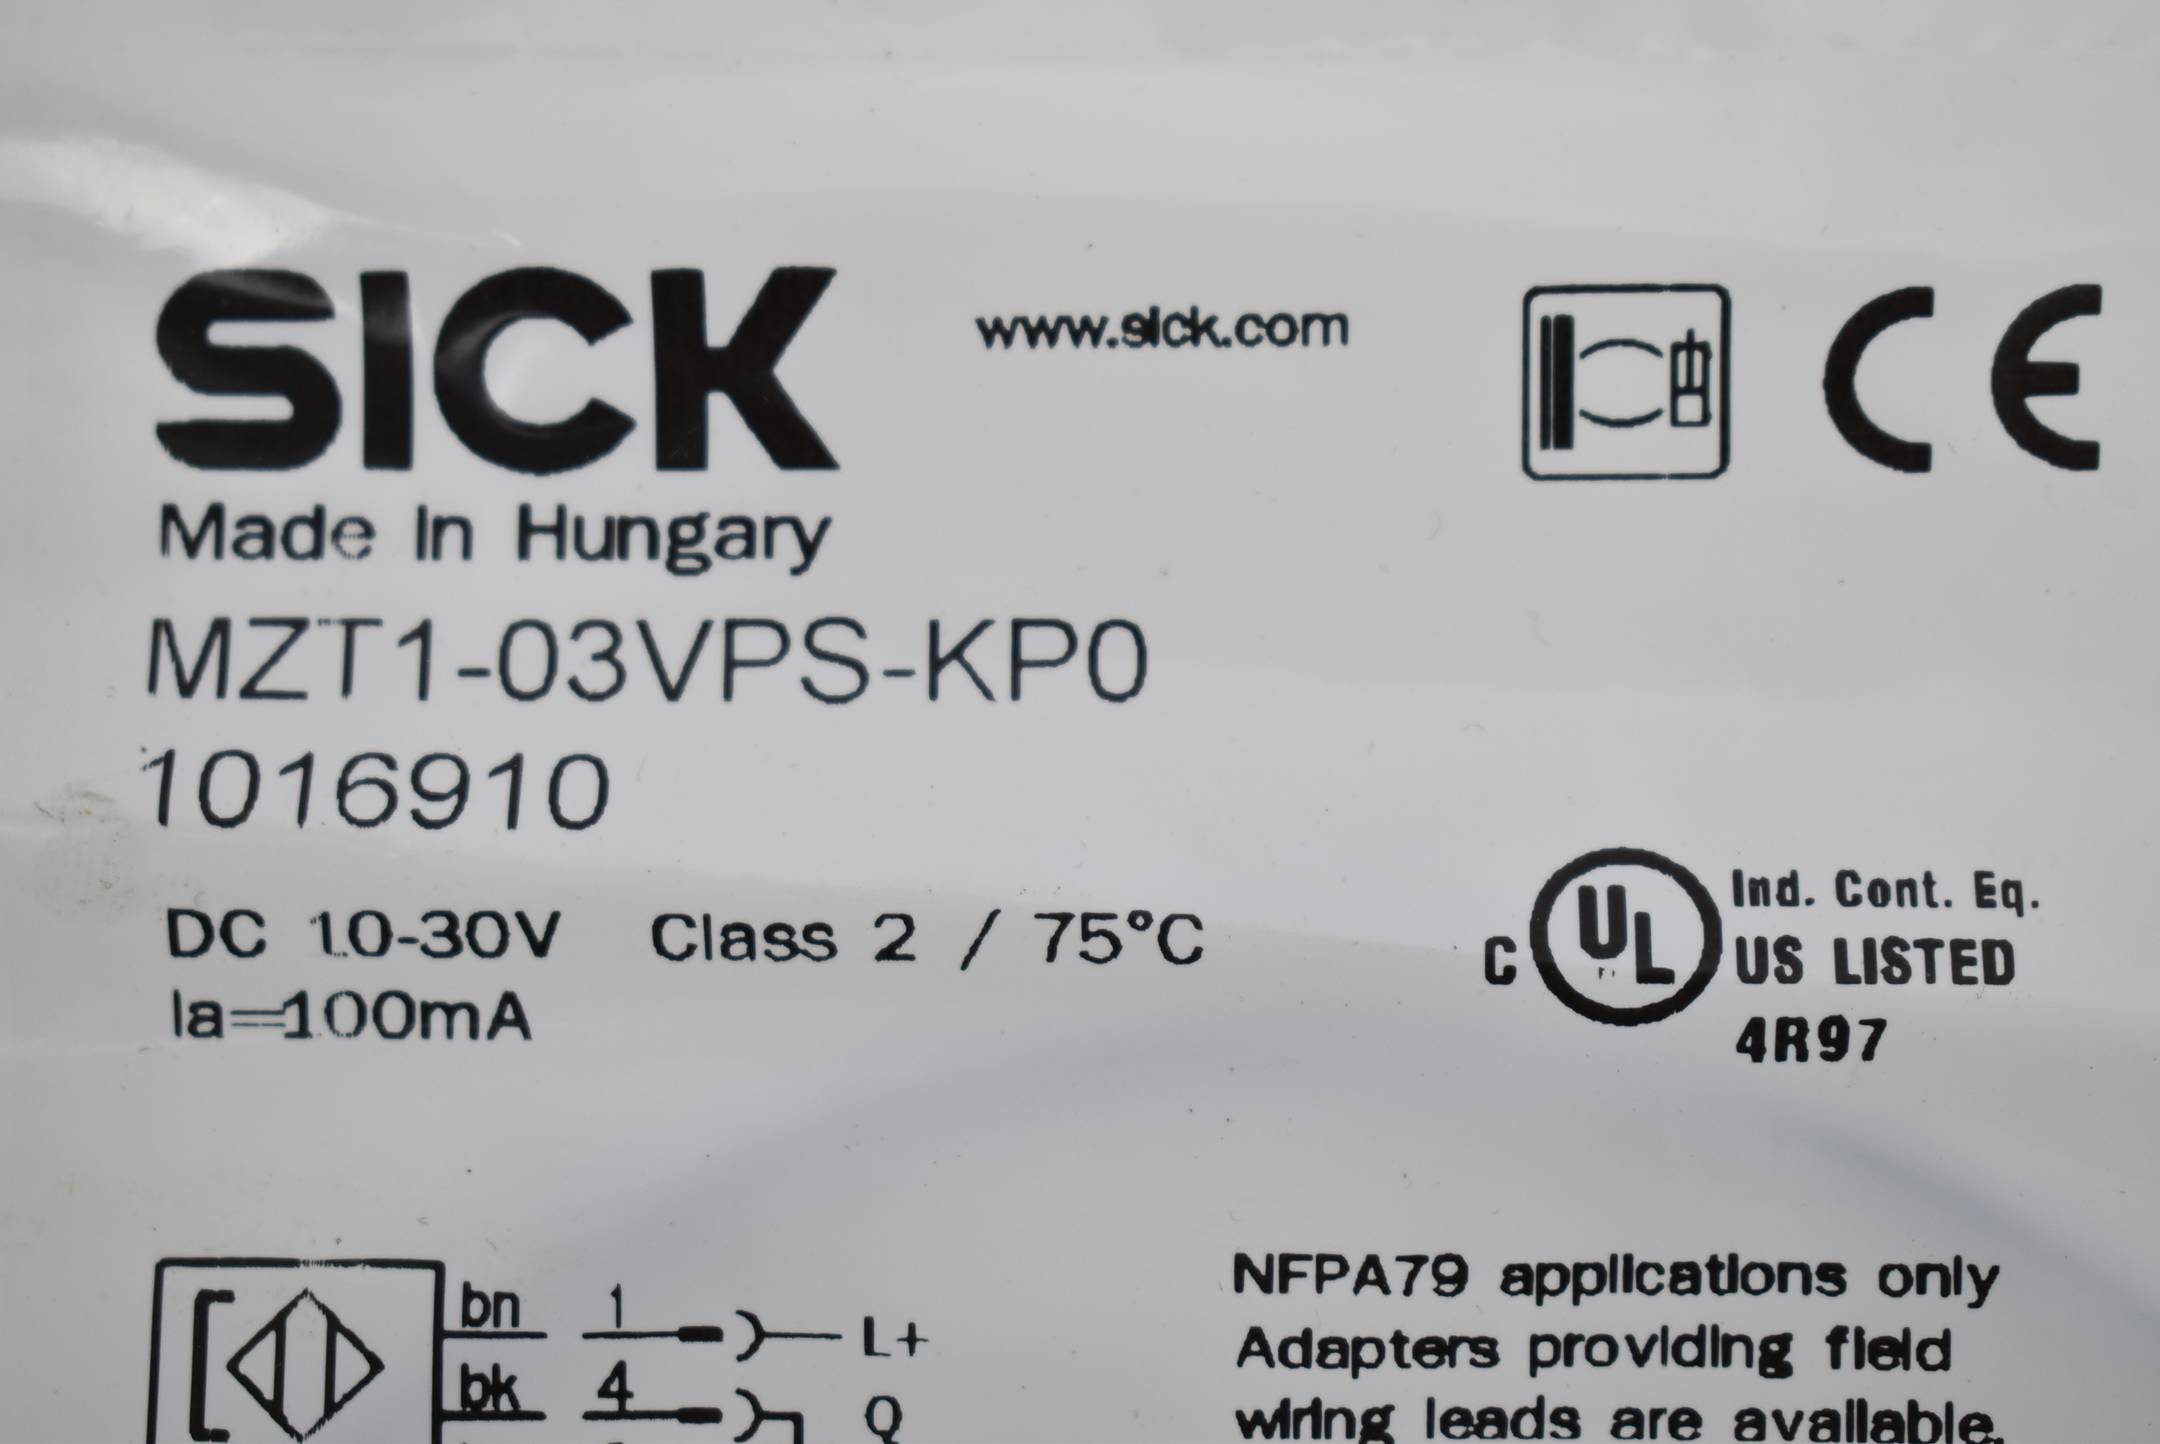 SICK
www.sick.com
CE
Made in Hungary
MZT1-03VPS-KP0
1016910
DC 10-30V Class 2 / 75°C
Ia=100mA
C UL US LISTED
Ind. Cont. Eq.
4R97
bn 1 L+
bk 4 Q
NFPA79 applications only
Adapters providing field
wiring leads are available.